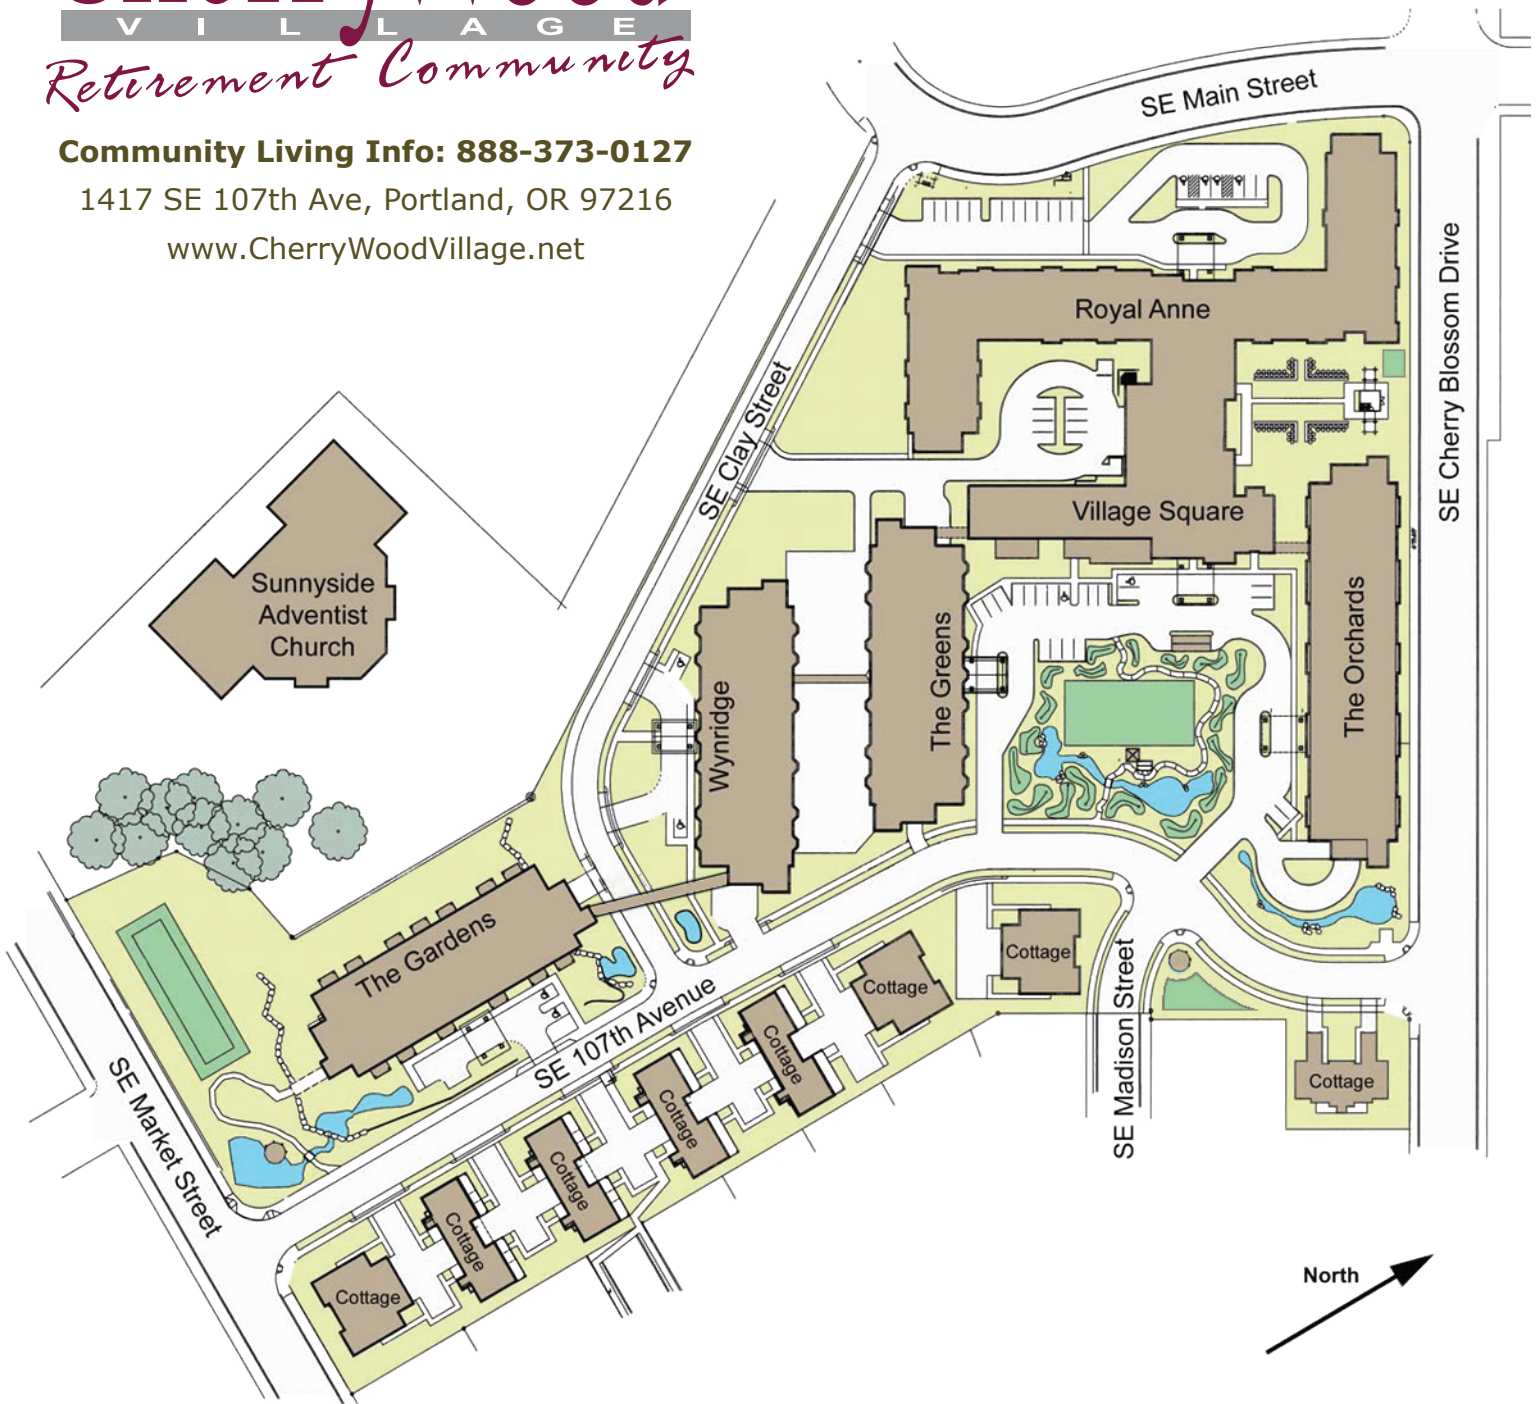 CherryWood
VILLAGE
Retirement Community
Community Living Info: 888-373-0127
1417 SE 107th Ave, Portland, OR 97216
www.CherryWoodVillage.net
SE Main Street
SE Cherry Blossom Drive
Royal Anne
SE Clay Street
Village Square
Sunnyside
Adventist
Church
The Orchards
The Greens
Wynridge
The Gardens
Cottage
Cottage
SE 107th Avenue
SE Madison Street
Cottage
Cottage
Cottage
SE Market Street
Cottage
Cottage
Cottage
North